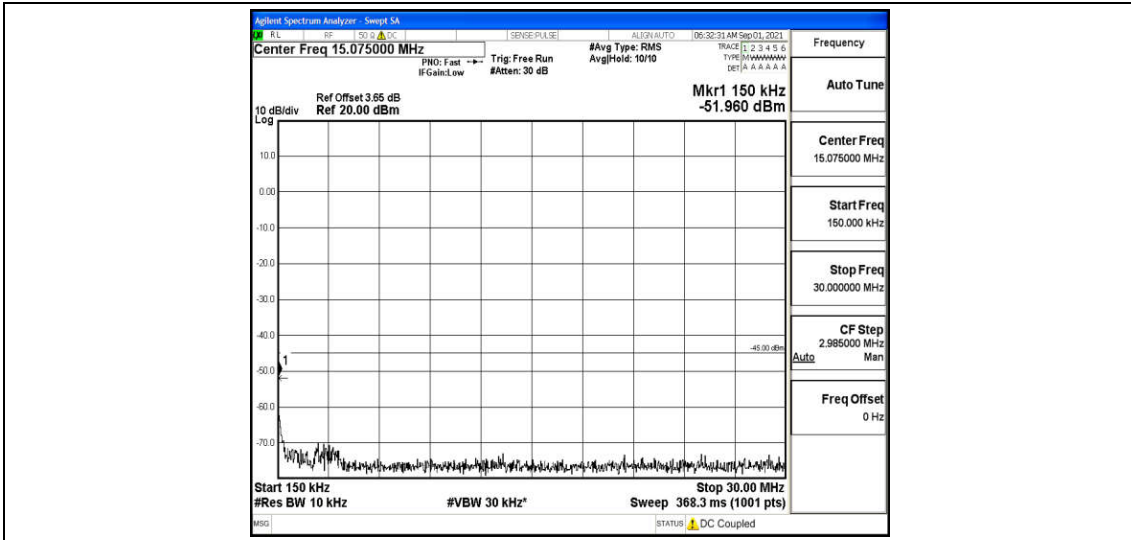 Agilent Spectrum Analyzer - Swept SA
RL RF 50 Ω DC SENSE:PULSE ALIGN AUTO 06:32:31 AM Sep 01, 2021
Center Freq 15.075000 MHz
PNO: Fast
IFGain:Low
Trig: Free Run
#Atten: 30 dB
#Avg Type: RMS
Avg|Hold: 10/10
TRACE 1 2 3 4 5 6
TYPE MWWWWW
DET A A A A A A
Frequency
Auto Tune
Mkr1 150 kHz
-51.960 dBm
Ref Offset 3.65 dB
10 dB/div Ref 20.00 dBm
Log
10.0
0.00
-10.0
-20.0
-30.0
-40.0
-45.00 dBm
1
-50.0
-60.0
-70.0
Start 150 kHz Stop 30.00 MHz
#Res BW 10 kHz #VBW 30 kHz* Sweep 368.3 ms (1001 pts)
Center Freq
15.075000 MHz
Start Freq
150.000 kHz
Stop Freq
30.000000 MHz
CF Step
2.985000 MHz
Auto Man
Freq Offset
0 Hz
MSG STATUS DC Coupled